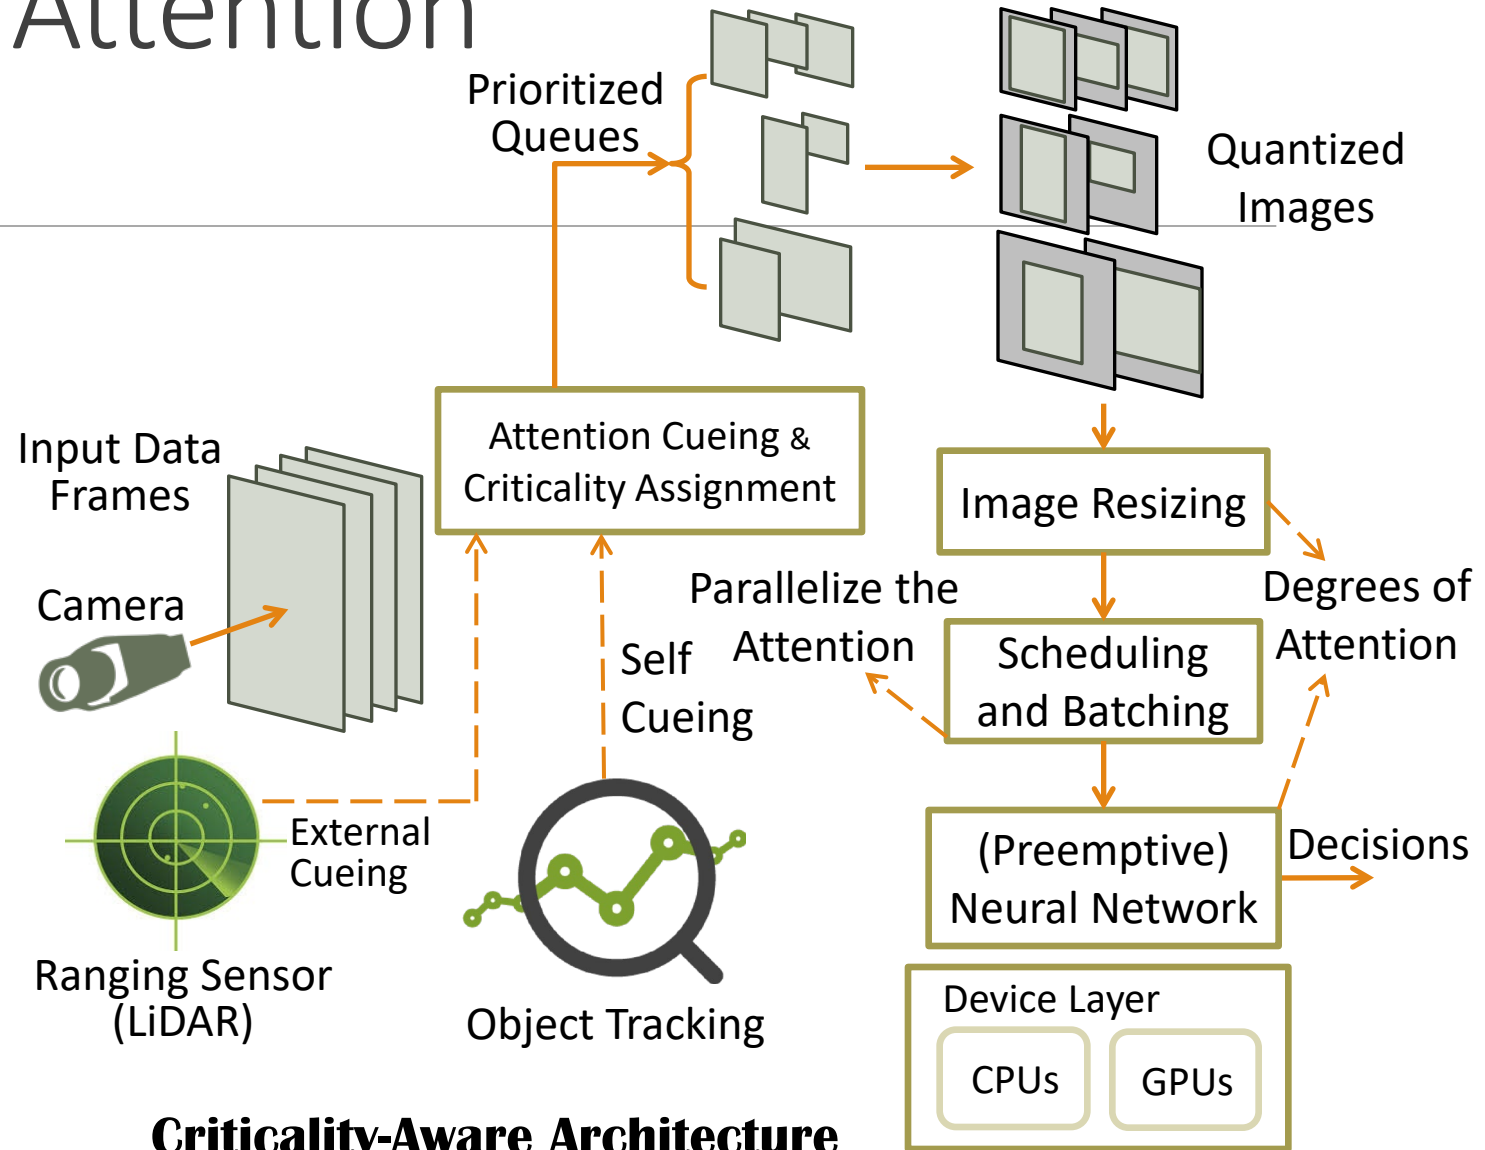 Attention
Prioritized
Queues
Quantized
Images
Input Data
Frames
Attention Cueing &
Criticality Assignment
Image Resizing
Camera
Parallelize the
Attention
Degrees of
Attention
Self
Cueing
Scheduling
and Batching
External
Cueing
(Preemptive)
Neural Network
Decisions
Ranging Sensor
(LiDAR)
Object Tracking
Device Layer
CPUs
GPUs
Criticality-Aware Architecture